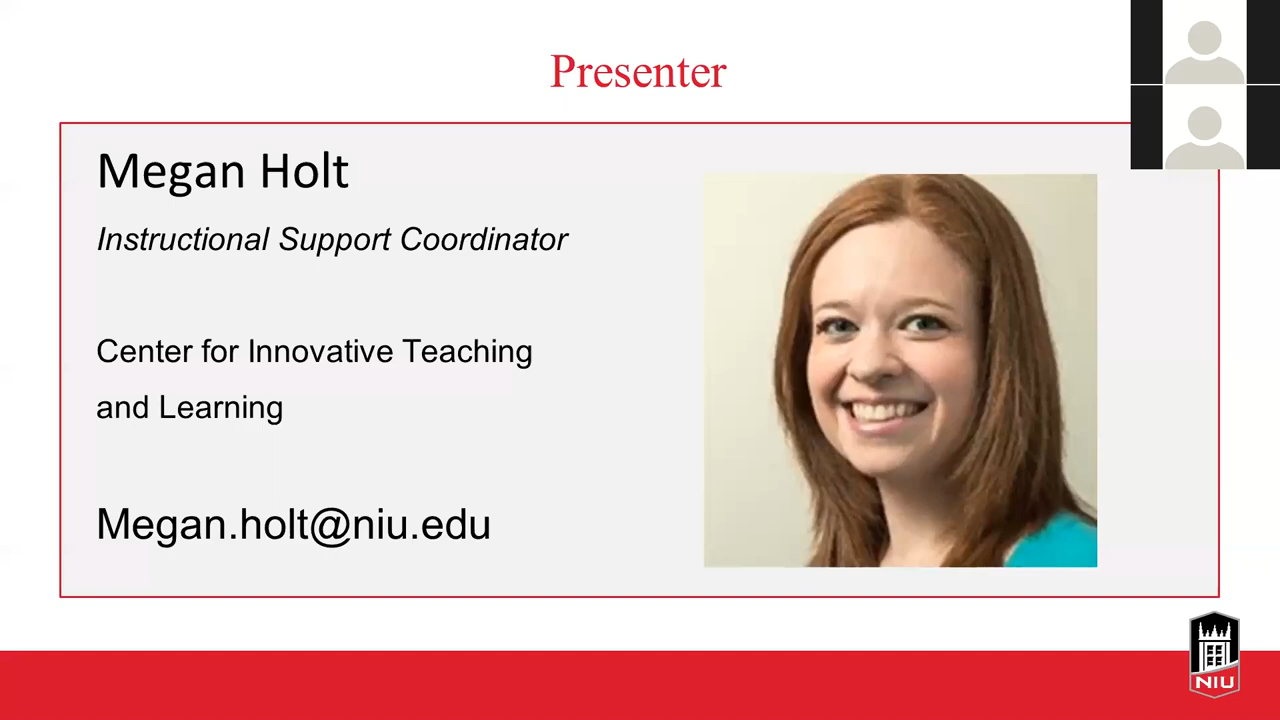 Presenter
Megan Holt
Instructional Support Coordinator
Center for Innovative Teaching
and Learning
Megan.holt@niu.edu
NIU